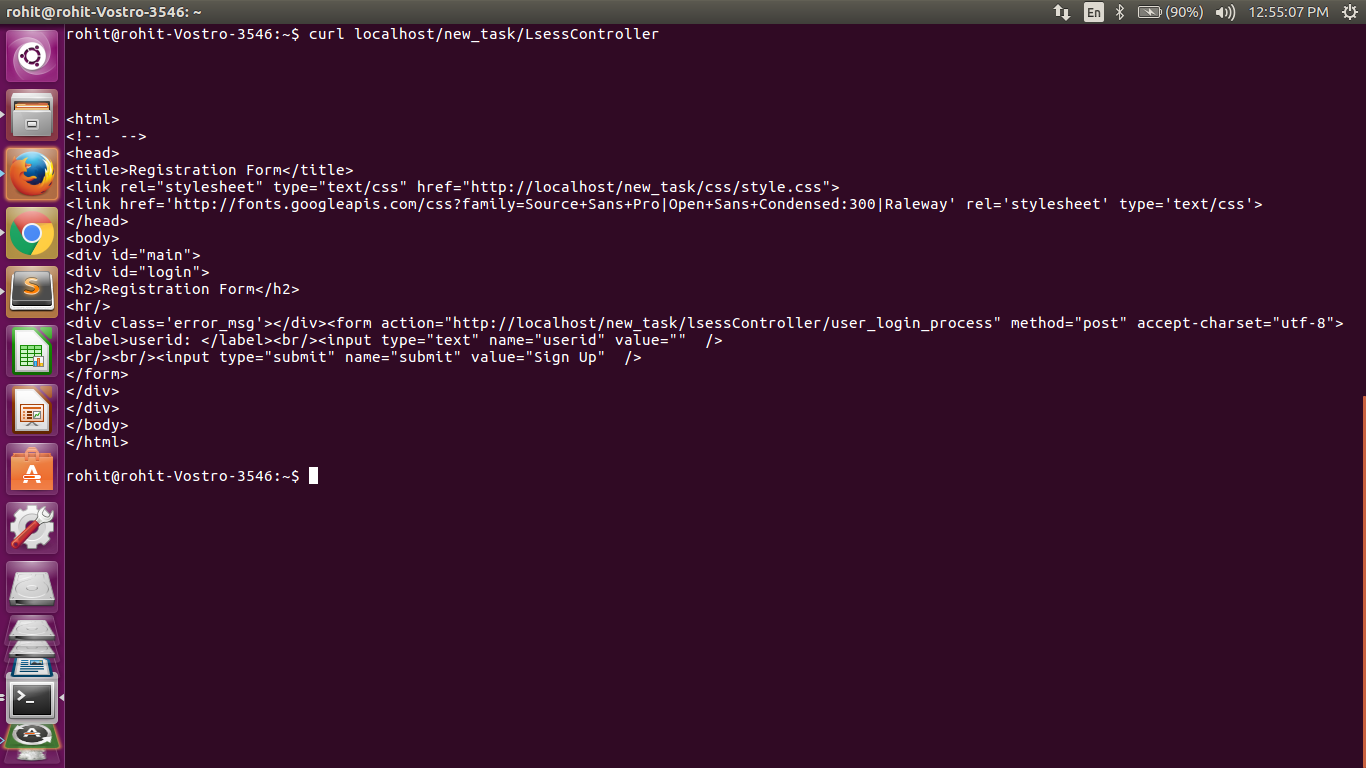 rohit@rohit-Vostro-3546: ~
En
(90%)
12:55:07 PM
rohit@rohit-Vostro-3546:~$ curl localhost/new_task/LsessController
<html>
<!--  -->
<head>
<title>Registration Form</title>
<link rel="stylesheet" type="text/css" href="http://localhost/new_task/css/style.css">
<link href='http://fonts.googleapis.com/css?family=Source+Sans+Pro|Open+Sans+Condensed:300|Raleway' rel='stylesheet' type='text/css'>
</head>
<body>
<div id="main">
<div id="login">
<h2>Registration Form</h2>
<hr/>
<div class='error_msg'></div><form action="http://localhost/new_task/lsessController/user_login_process" method="post" accept-charset="utf-8">
<label>userid: </label><br/><input type="text" name="userid" value=""  />
<br/><br/><input type="submit" name="submit" value="Sign Up"  />
</form>
</div>
</div>
</body>
</html>
rohit@rohit-Vostro-3546:~$